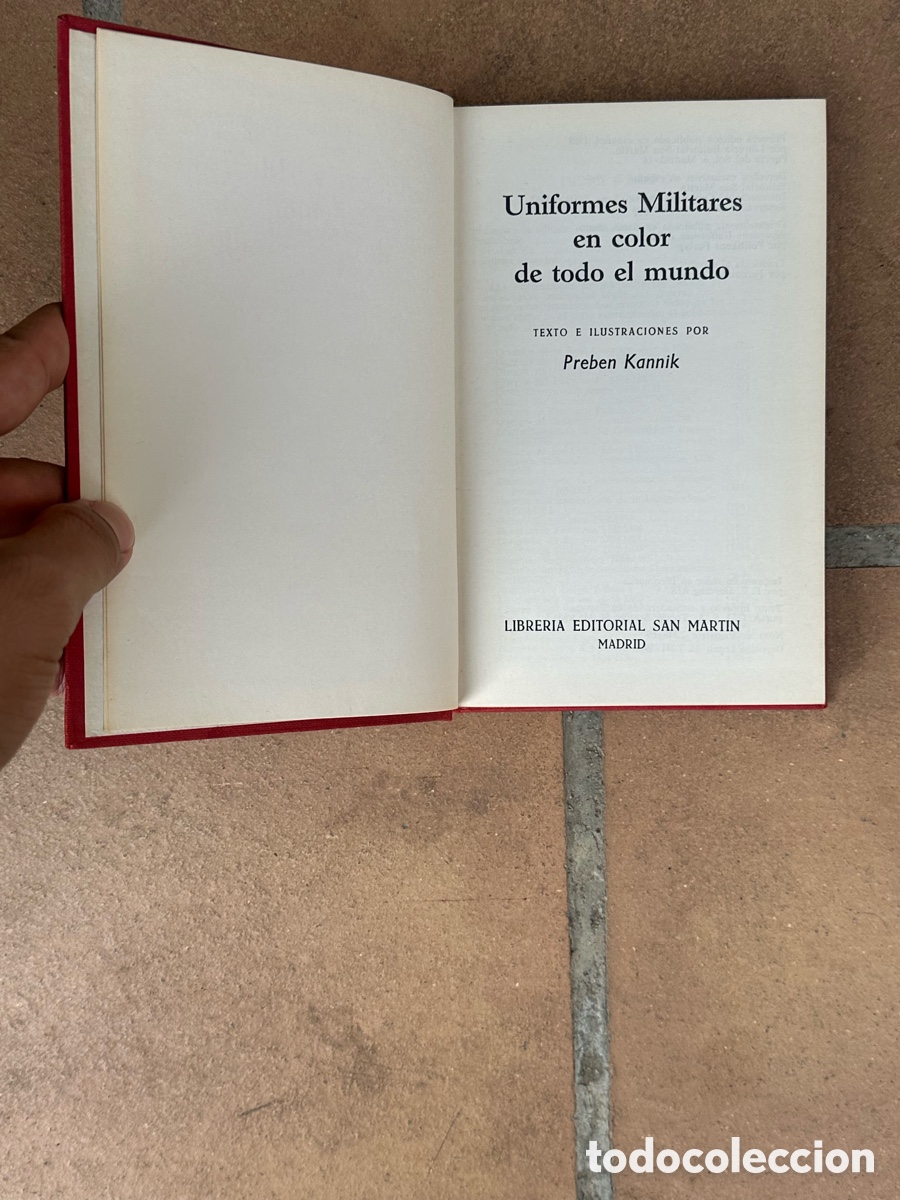 Uniformes Militares
en color
de todo el mundo
TEXTO E ILUSTRACIONES POR
Preben Kannik
LIBRERIA EDITORIAL SAN MARTIN
MADRID
todocoleccion